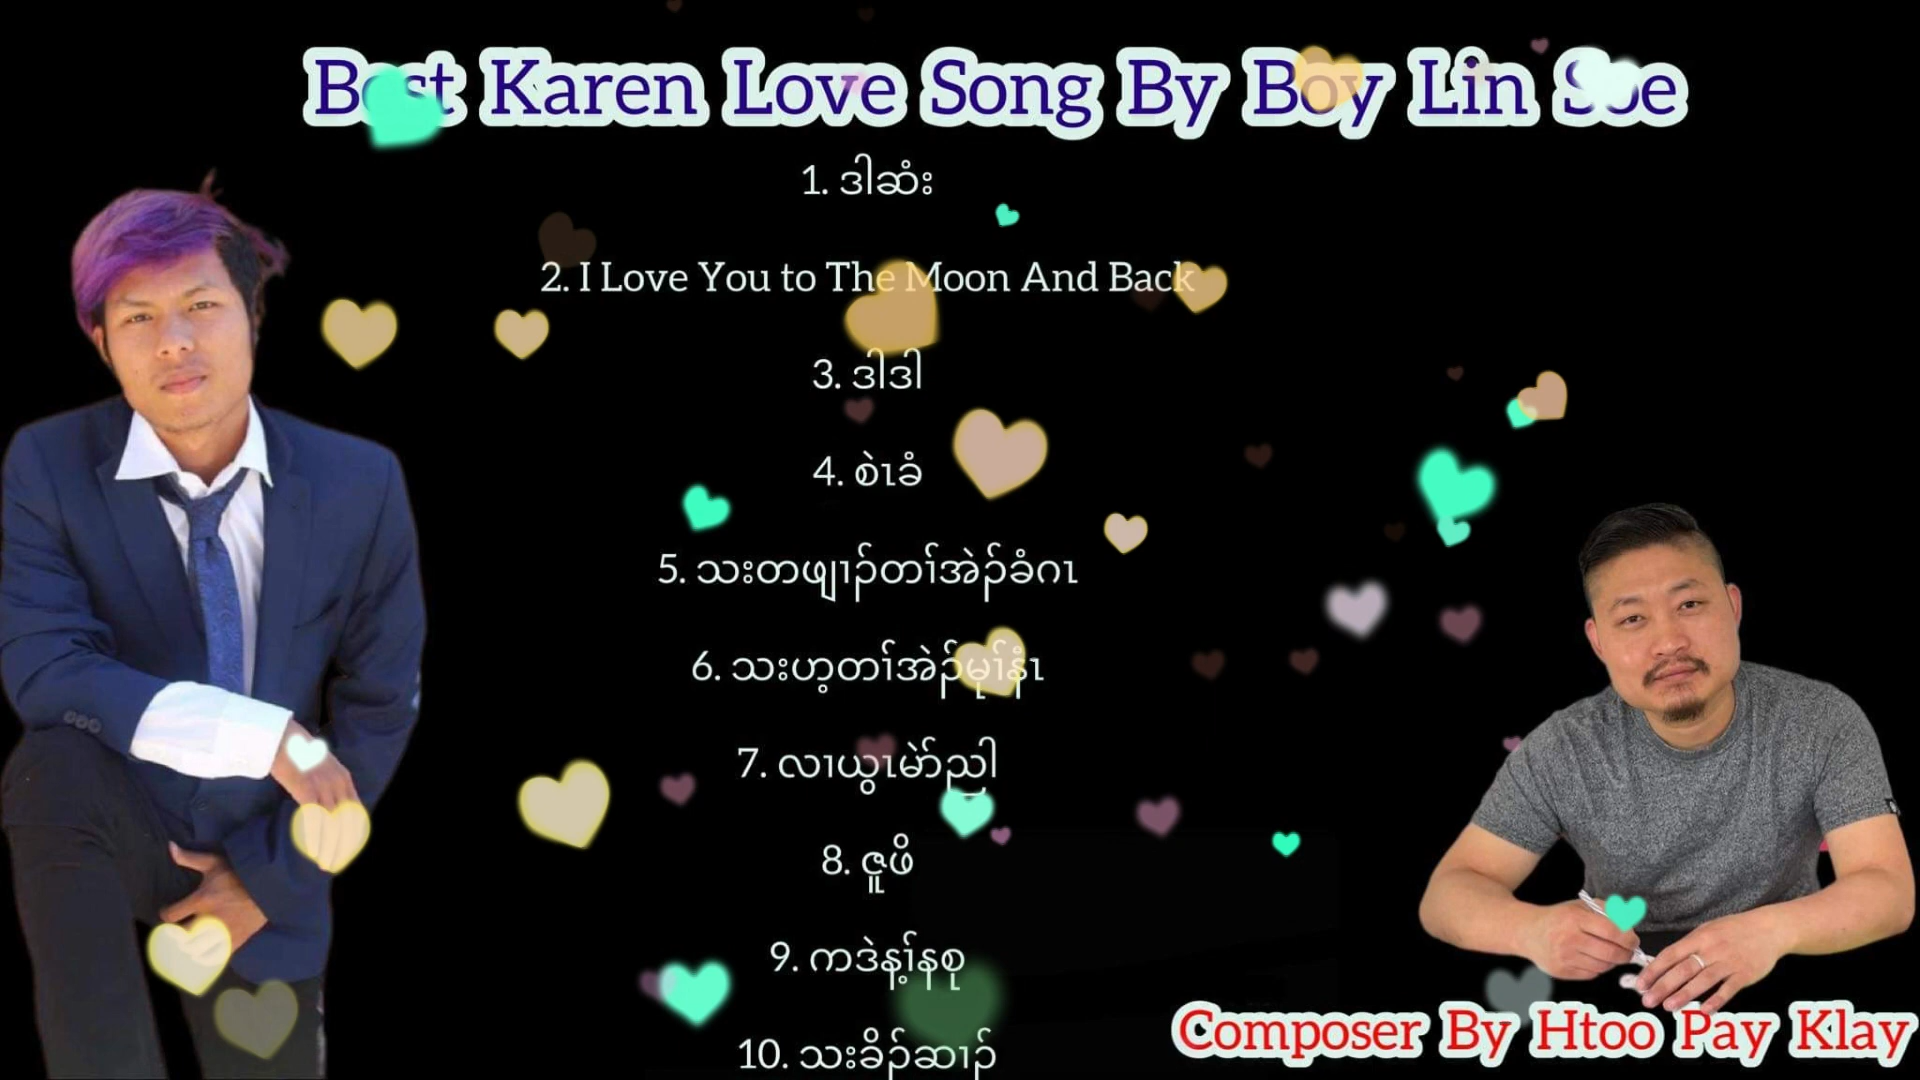 Best Karen Love Song By Boy Lin Soe
1. ဒါဆံး
2. I Love You to The Moon And Back
3. ဒါဒါ
4. စဲၤခံ
5. သးတဖျၢၣ်တၢ်အဲၣ်ခံဂၤ
6. သးဟ့တၢ်အဲၣ်မုၢ်နံၤ
7. လၢယွၤမဲာ်ညါ
8. ဇူဖိ
9. ကဒဲန့ၢ်နစု
10. သးခိၣ်ဆၢၣ်
Composer By Htoo Pay Klay